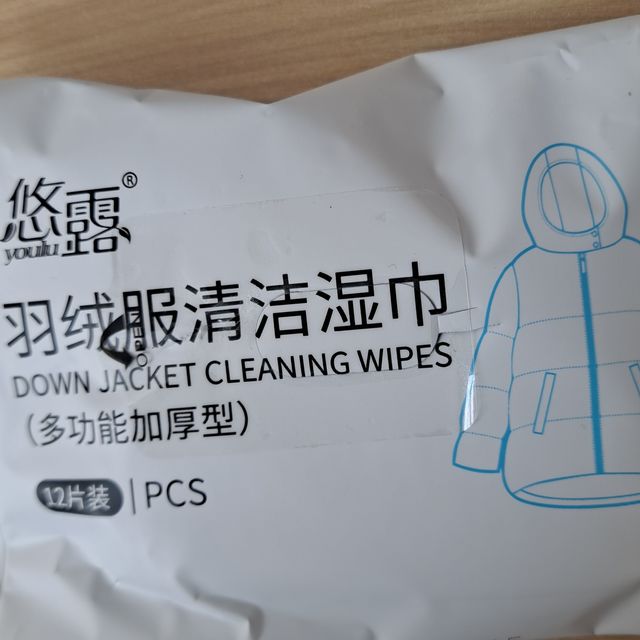 悠露®
youlu
羽绒服清洁湿巾
DOWN JACKET CLEANING WIPES
（多功能加厚型）
12片装 | PCS